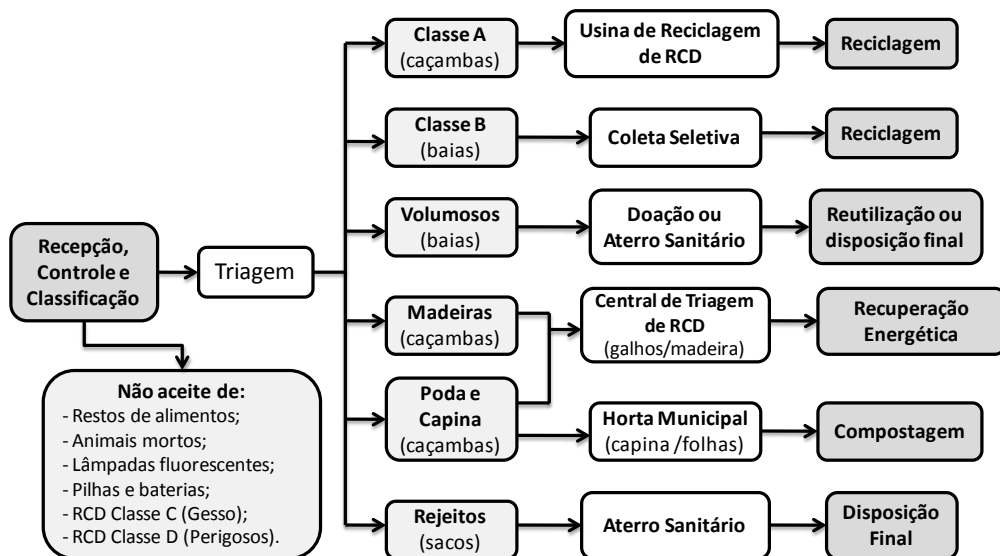 Recepção,
Controle e
Classificação
Triagem
Não aceite de:
- Restos de alimentos;
- Animais mortos;
- Lâmpadas fluorescentes;
- Pilhas e baterias;
- RCD Classe C (Gesso);
- RCD Classe D (Perigosos).
Classe A
(caçambas)
Usina de Reciclagem
de RCD
Reciclagem
Classe B
(baias)
Coleta Seletiva
Reciclagem
Volumosos
(baias)
Doação ou
Aterro Sanitário
Reutilização ou
disposição final
Madeiras
(caçambas)
Central de Triagem
de RCD
(galhos/madeira)
Recuperação
Energética
Poda e
Capina
(caçambas)
Horta Municipal
(capina /folhas)
Compostagem
Rejeitos
(sacos)
Aterro Sanitário
Disposição
Final